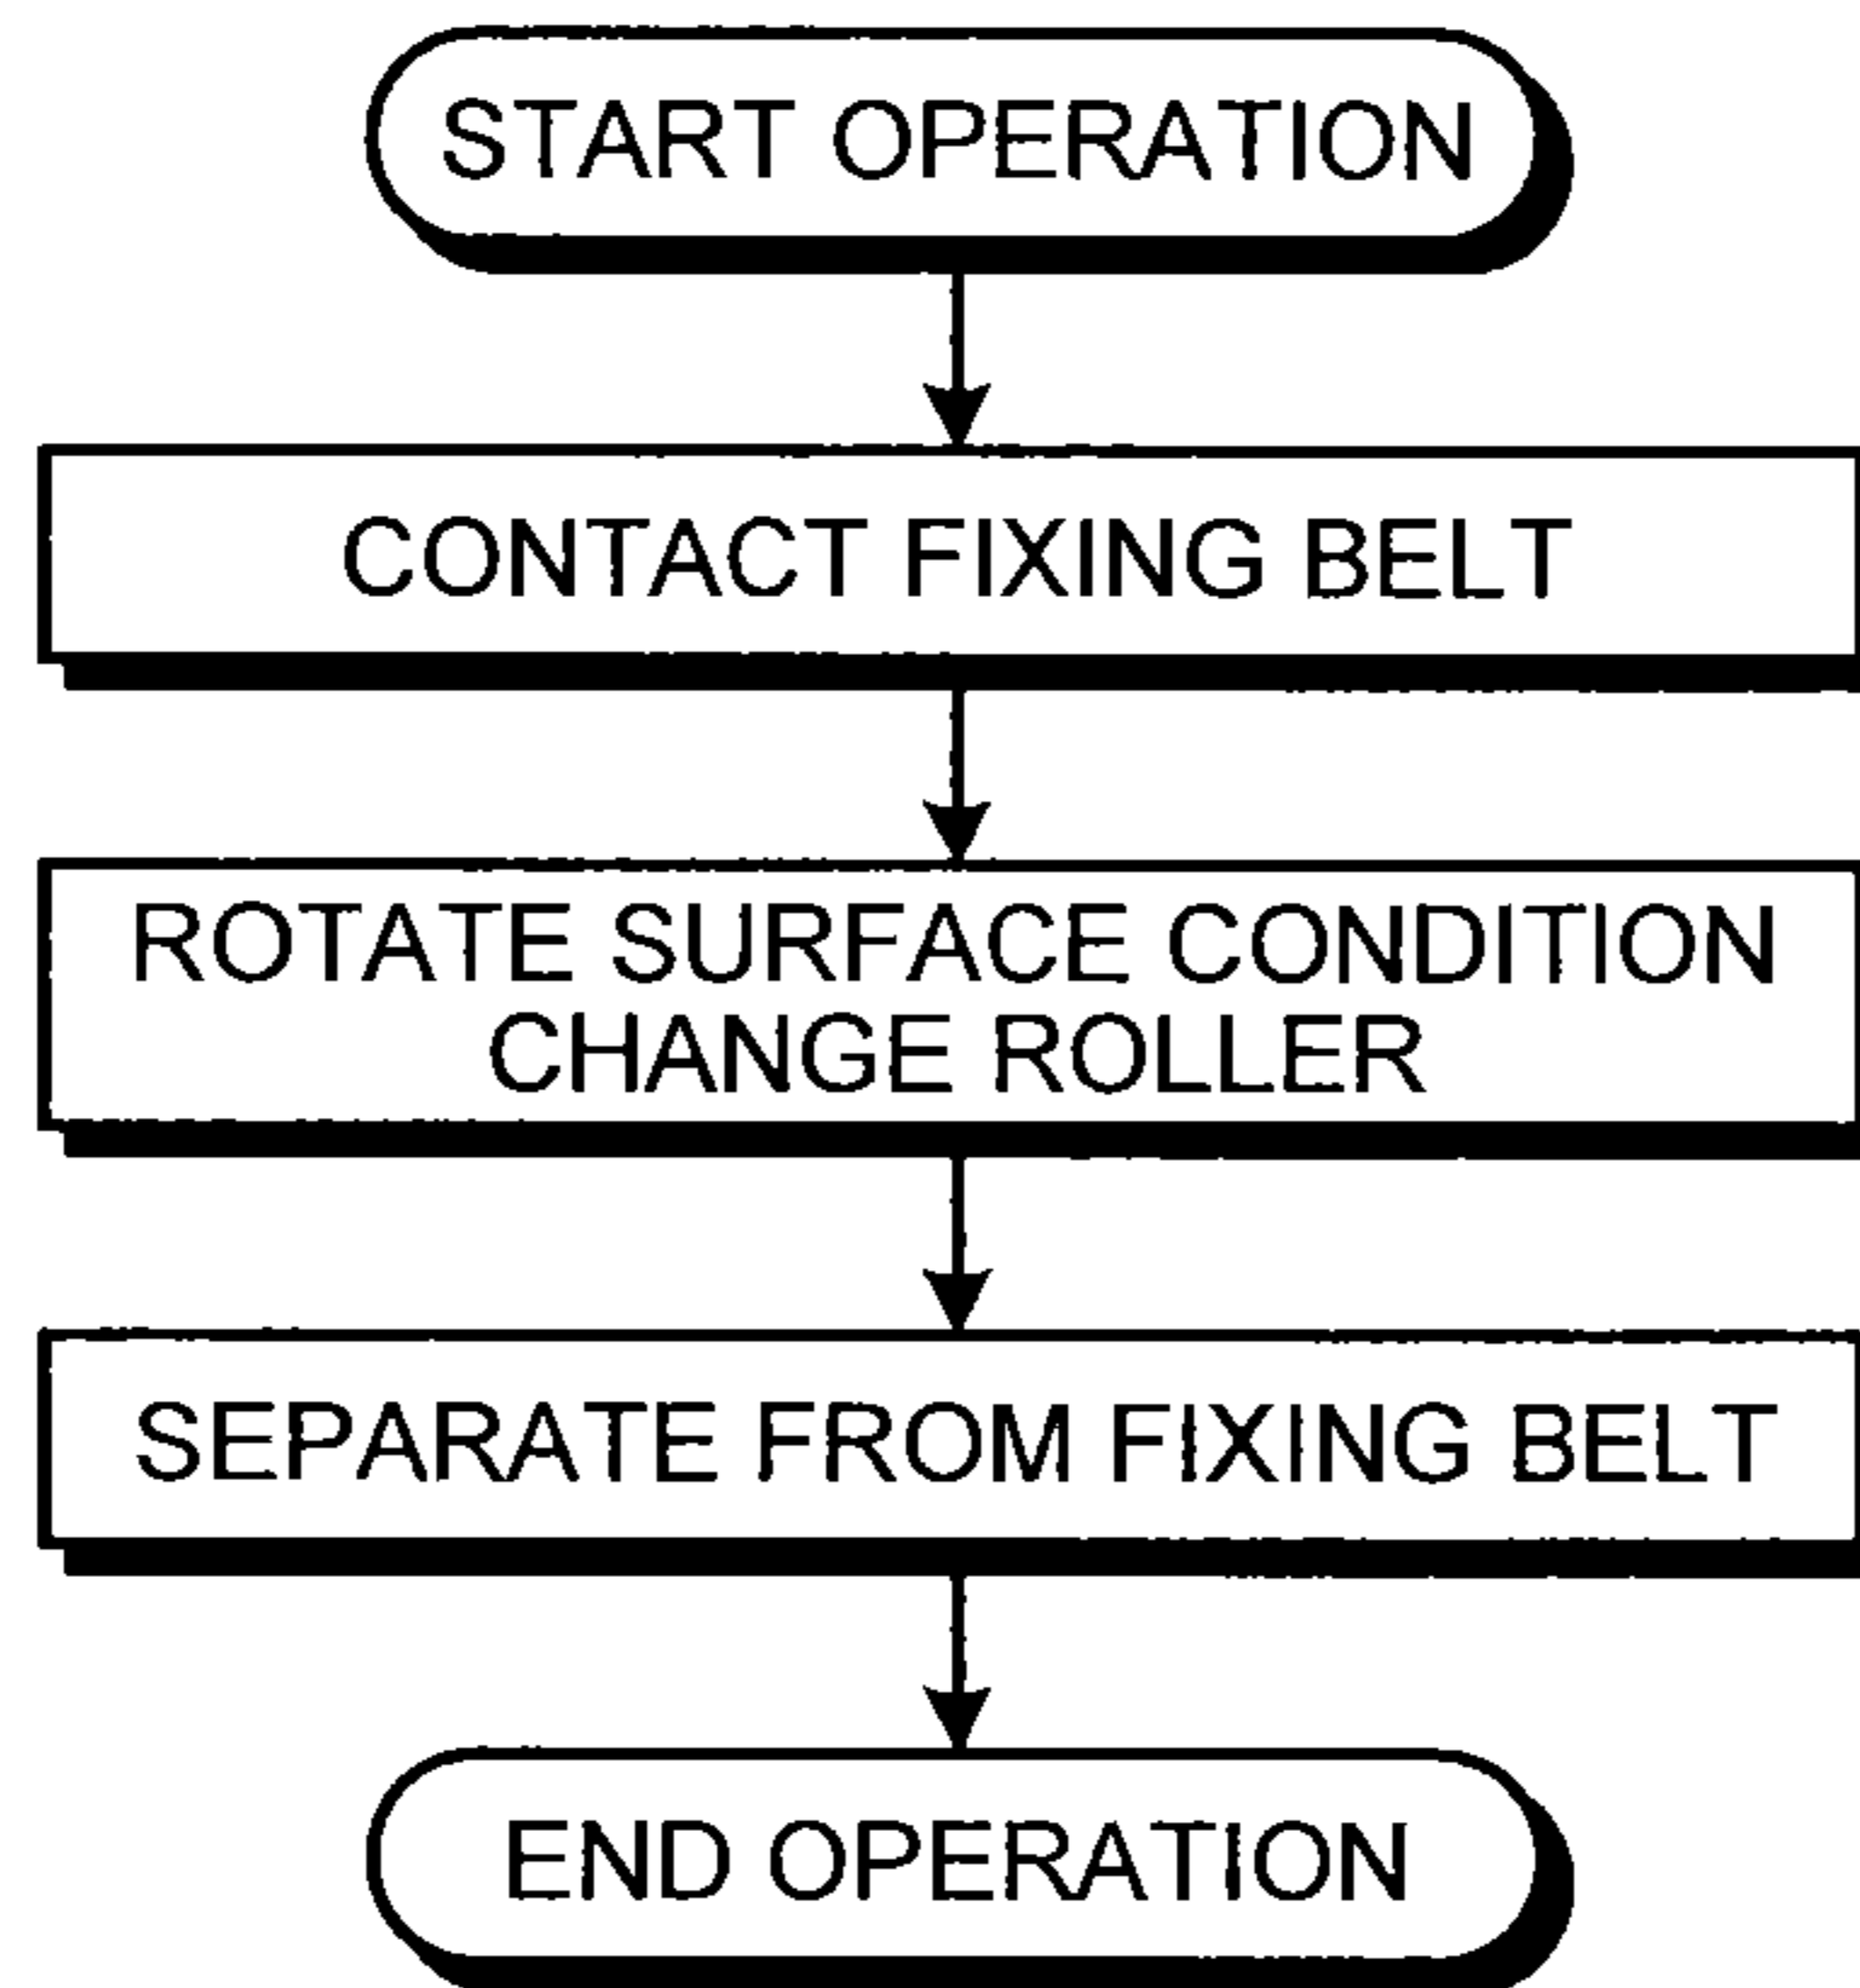 START OPERATION
CONTACT FIXING BELT
ROTATE SURFACE CONDITION
CHANGE ROLLER
SEPARATE FROM FIXING BELT
END OPERATION